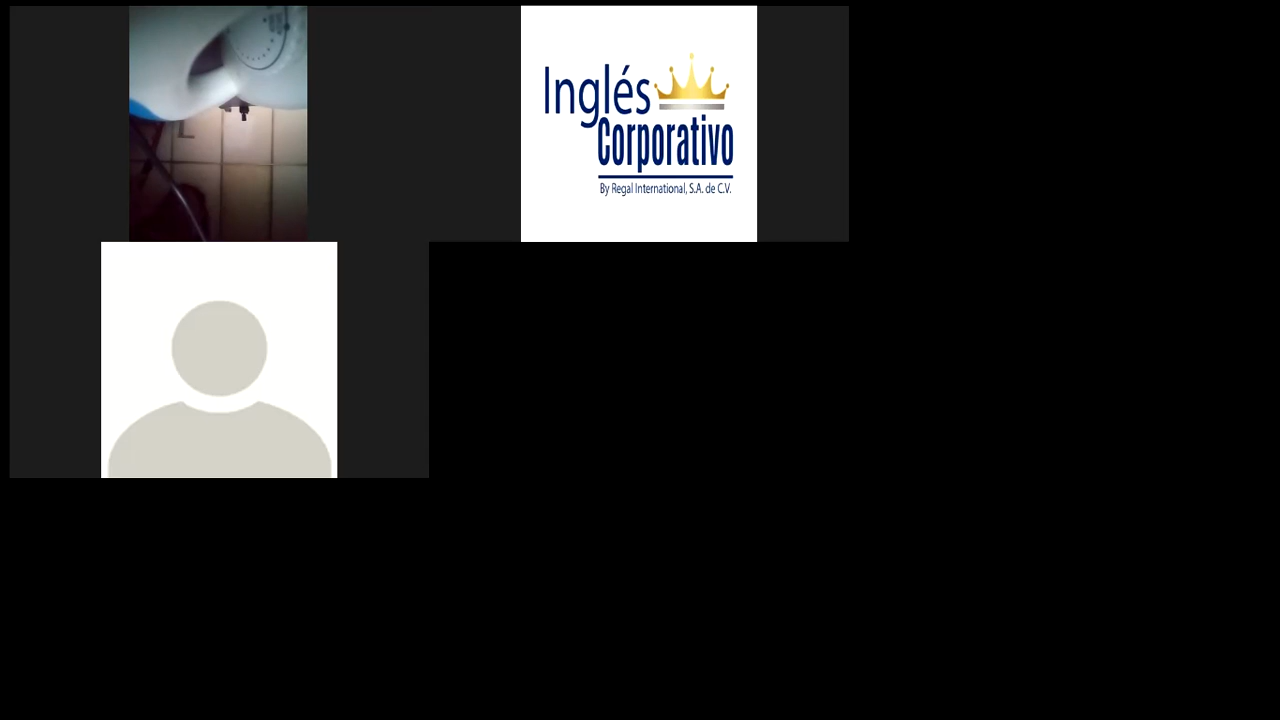 Inglés
Corporativo
By Regal International, S.A. de C.V.